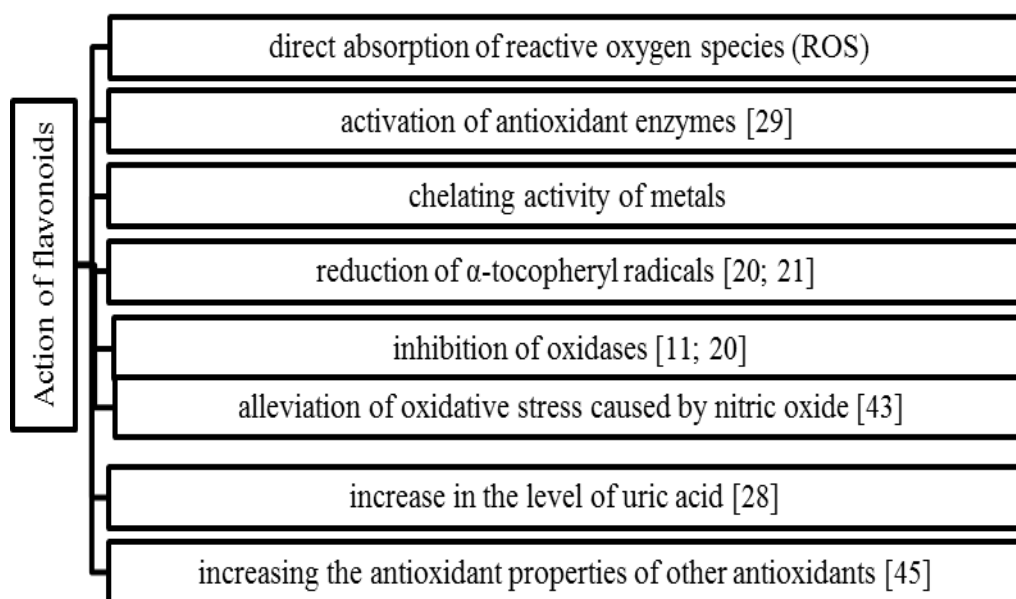 Action of flavonoids
direct absorption of reactive oxygen species (ROS)
activation of antioxidant enzymes [29]
chelating activity of metals
reduction of α-tocopheryl radicals [20; 21]
inhibition of oxidases [11; 20]
alleviation of oxidative stress caused by nitric oxide [43]
increase in the level of uric acid [28]
increasing the antioxidant properties of other antioxidants [45]